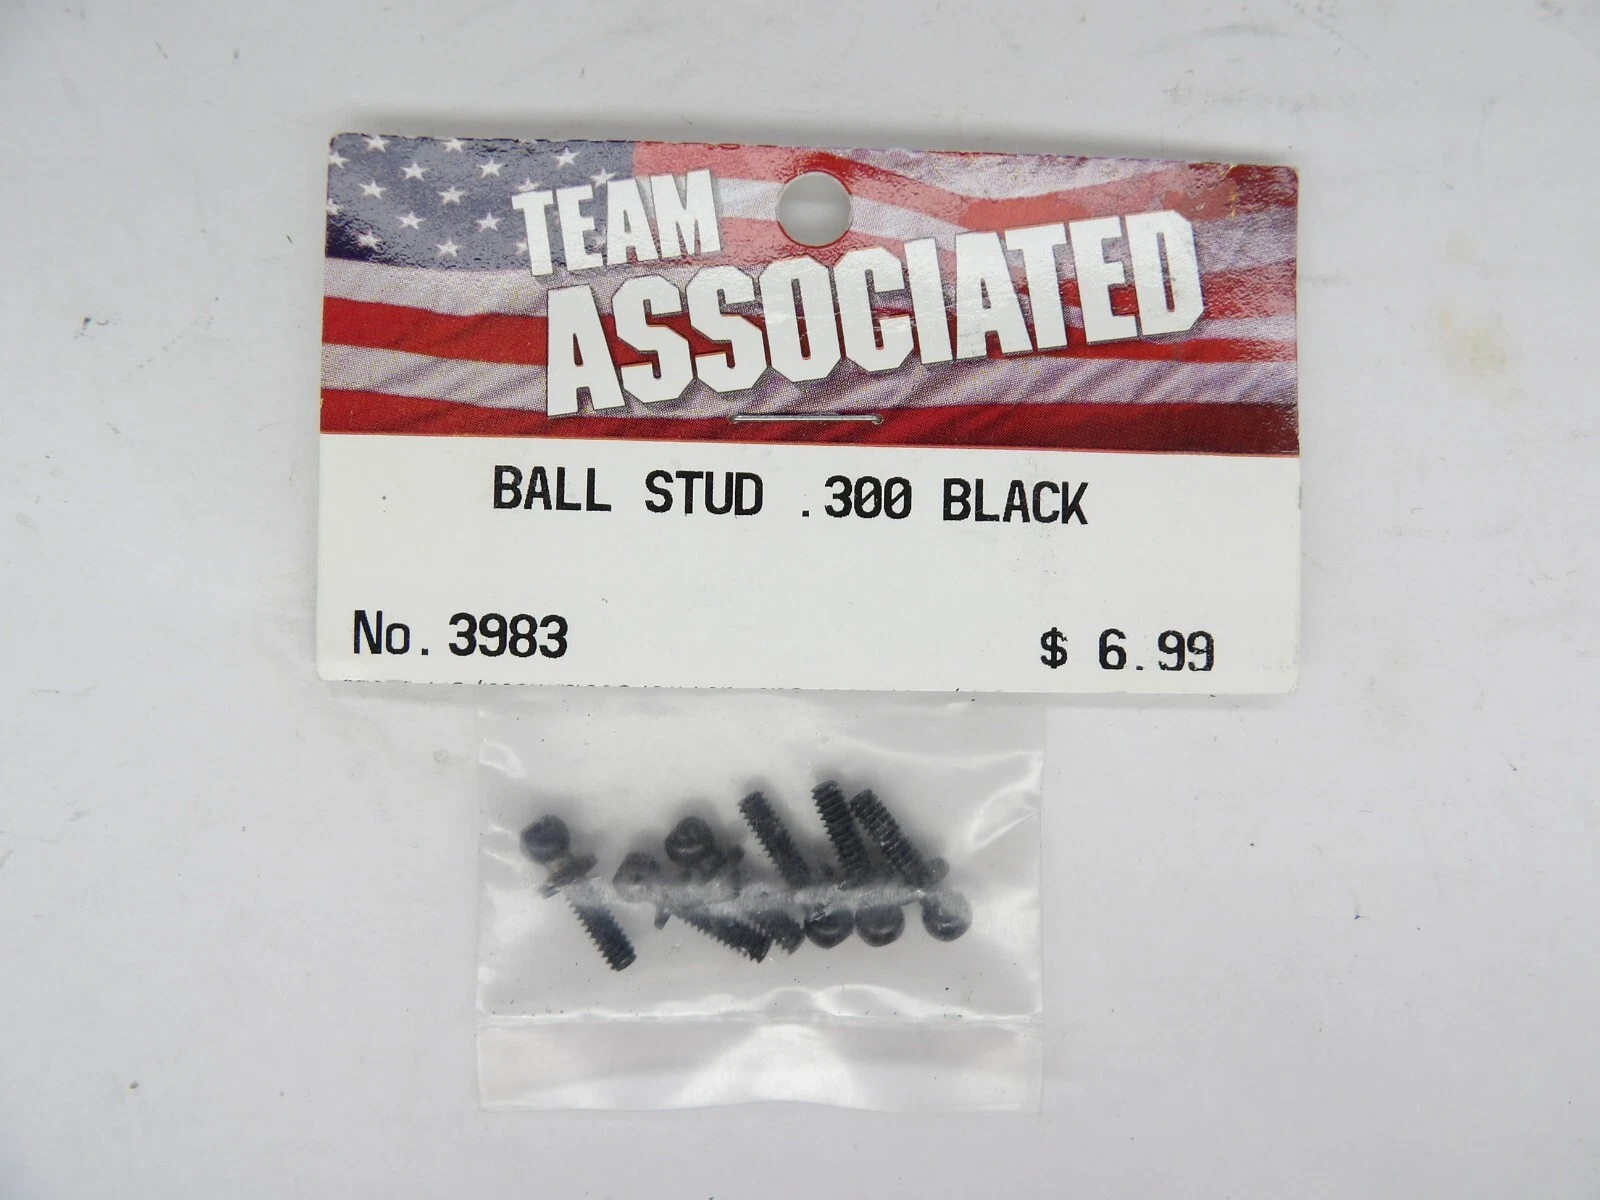 TEAM
ASSOCIATED
BALL STUD .300 BLACK
No. 3983
$ 6.99